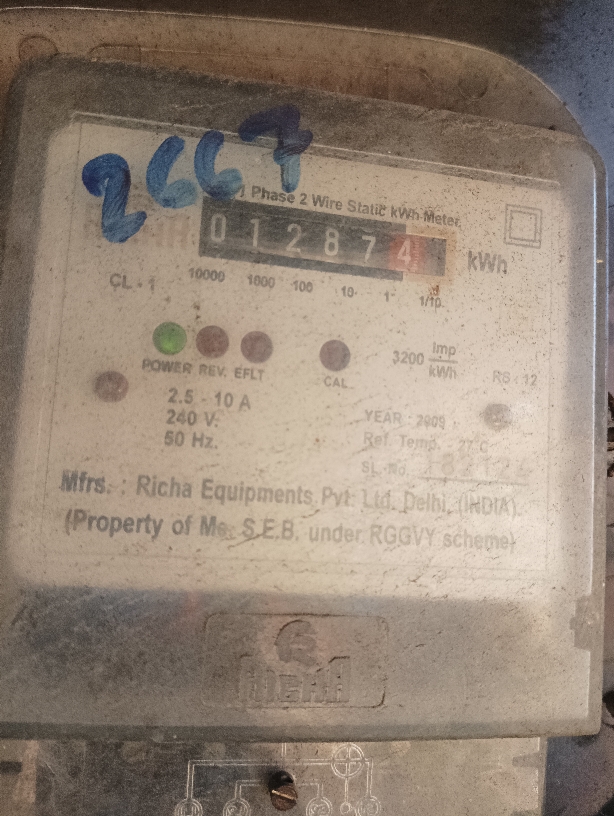 2667
1 Phase 2 Wire Static kWh Meter
012874 kWh
CL - 1 10000 1000 100 10 1 1/10
3200 Imp/kWh
POWER REV. EFLT CAL. RS : 12
2.5 - 10 A
YEAR : 2009
240 V.
Ref. Temp. 27°C
50 Hz.
SL. no.
Mfrs. : Richa Equipments Pvt. Ltd. Delhi, (INDIA)
(Property of Me. S.E.B. under RGGVY scheme)